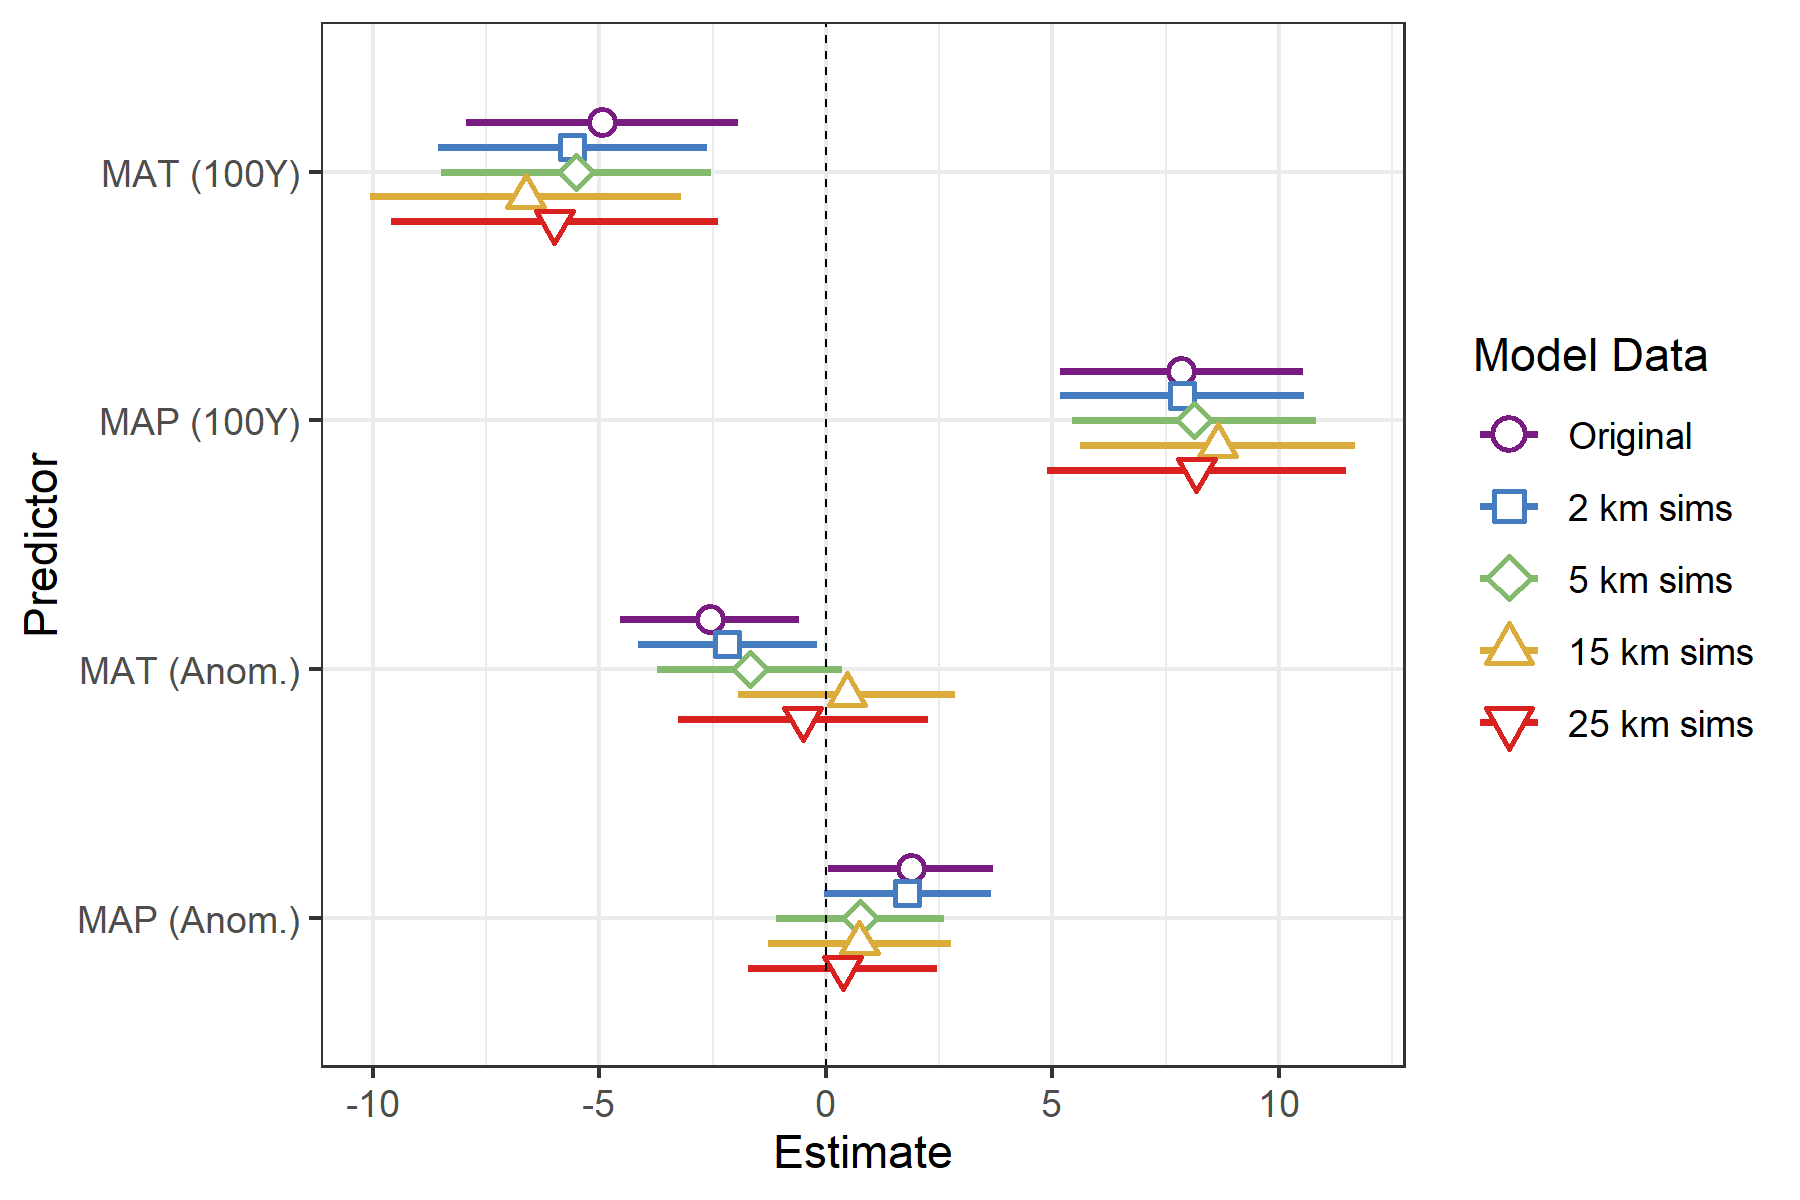 Predictor
MAT (100Y)
MAP (100Y)
MAT (Anom.)
MAP (Anom.)
-10 -5 0 5 10
Estimate
Model Data
Original
2 km sims
5 km sims
15 km sims
25 km sims